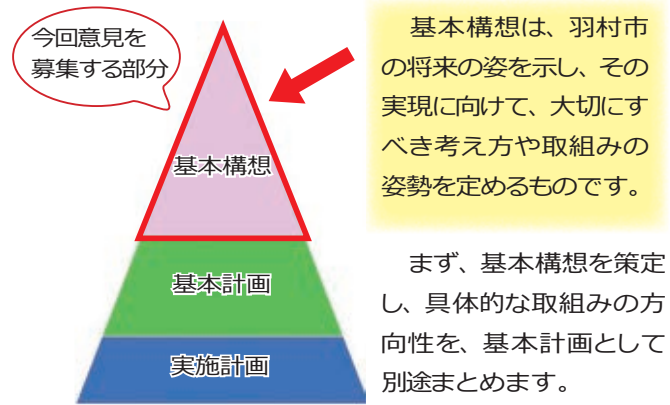 今回意見を
募集する部分
基本構想
基本計画
実施計画
基本構想は、羽村市
の将来の姿を示し、その
実現に向けて、大切にす
べき考え方や取組みの
姿勢を定めるものです。
まず、基本構想を策定
し、具体的な取組みの方
向性を、基本計画として
別途まとめます。